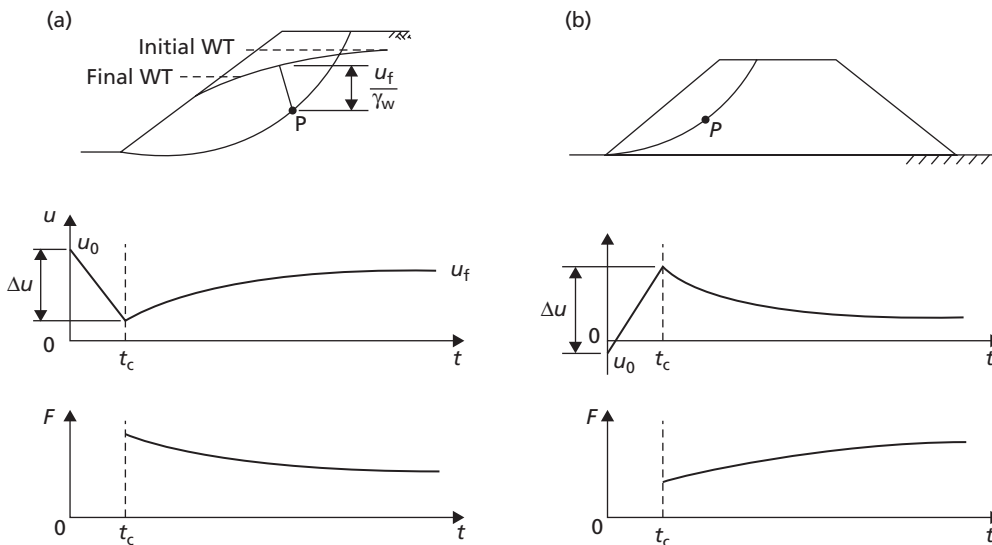 (a)
Initial WT
Final WT
u_f
γ_w
P
u
u_0
Δu
u_f
0
t_c
t
F
0
t_c
t
(b)
P
Δu
0
u_0
t_c
t
F
0
t_c
t